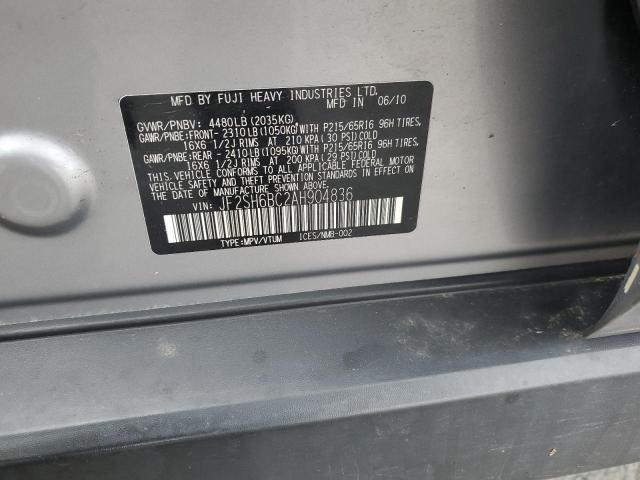 MFD BY FUJI HEAVY INDUSTRIES LTD.
MFD IN 06/10
GVWR/PNBV: 4480LB(2035KG)
GAWR/PNBE:FRONT-2310LB(1050KG)WITH P215/65R16 96H TIRES,
16X6 1/2J RIMS AT 210 KPA(30 PSI)COLD
GAWR/PNBE:REAR -2410LB(1095KG)WITH P215/65R16 96H TIRES,
16X6 1/2J RIMS AT 200 KPA(29 PSI)COLD
THIS VEHICLE CONFORMS TO ALL APPLICABLE FEDERAL MOTOR
VEHICLE SAFETY STANDARDS IN EFFECT ON THE
DATE OF MANUFACTURE SHOWN ABOVE.
VIN: JF2SH6BC2AH904836
TYPE:MPV/VTUM ICES/NMB-002